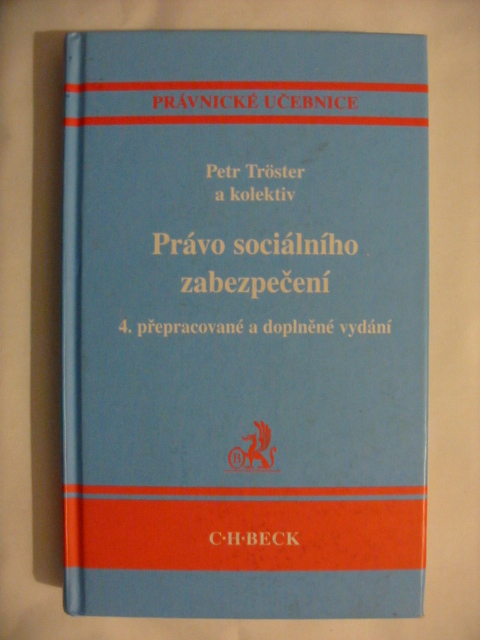 PRÁVNICKÉ UČEBNICE
Petr Tröster
a kolektiv
Právo sociálního
zabezpečení
4. přepracované a doplněné vydání
C·H·BECK